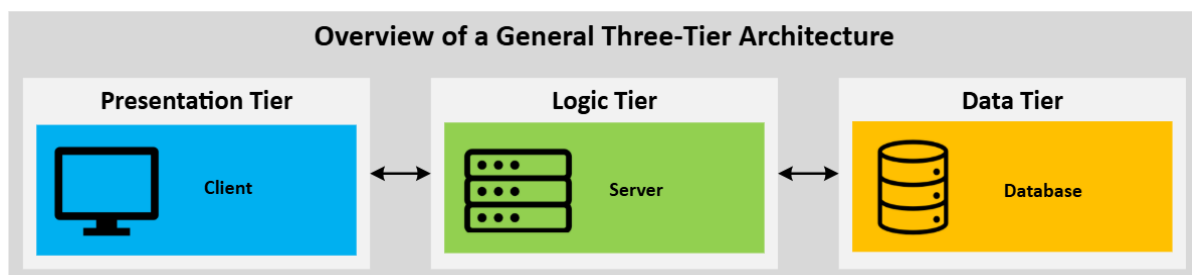 Overview of a General Three-Tier Architecture
Presentation Tier
Client
Logic Tier
Server
Data Tier
Database